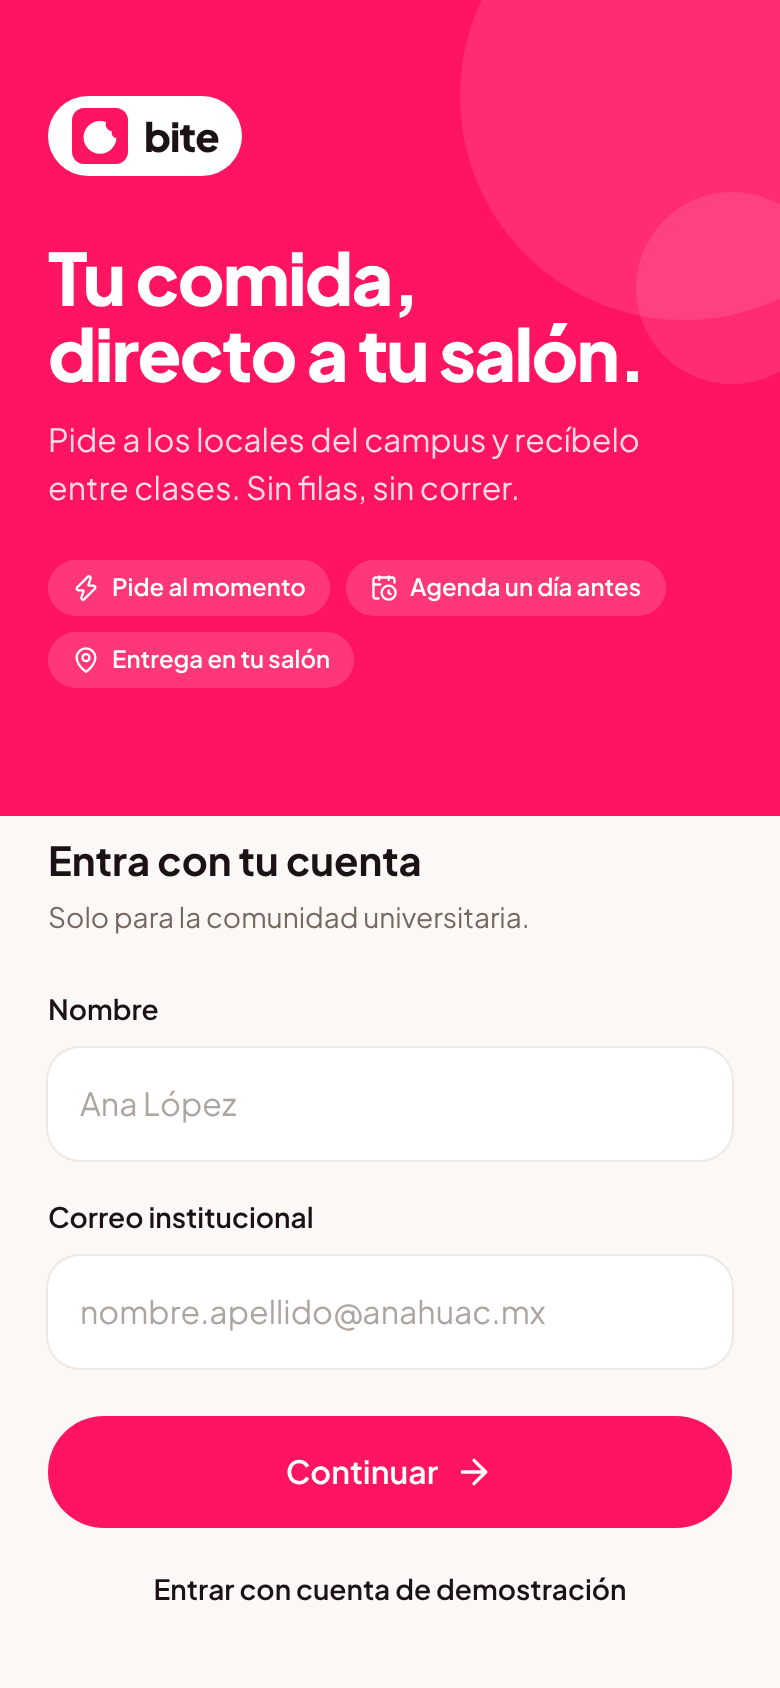 bite
Tu comida,
directo a tu salón.
Pide a los locales del campus y recíbelo
entre clases. Sin filas, sin correr.
Pide al momento
Agenda un día antes
Entrega en tu salón
Entra con tu cuenta
Solo para la comunidad universitaria.
Nombre
Ana López
Correo institucional
nombre.apellido@anahuac.mx
Continuar
Entrar con cuenta de demostración